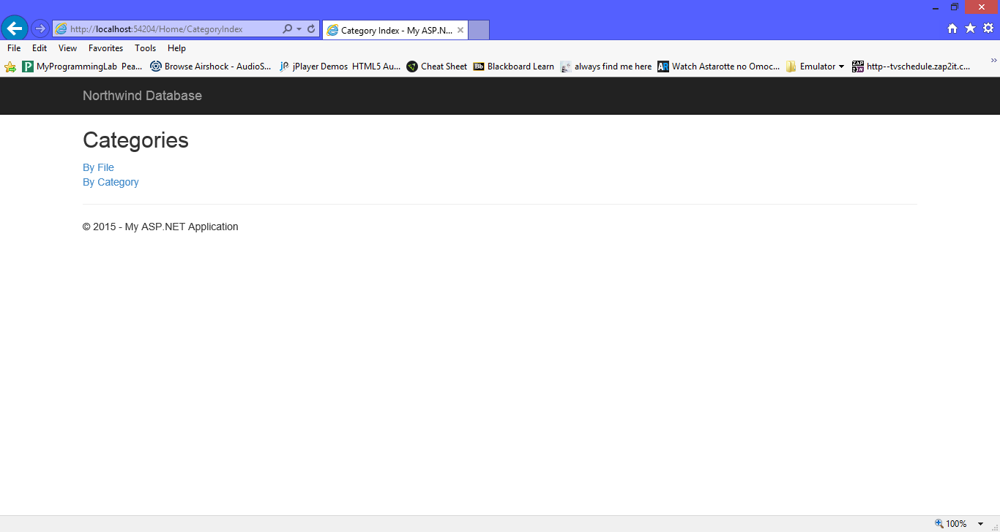 http://localhost:54204/Home/CategoryIndex
Category Index - My ASP.N...
File Edit View Favorites Tools Help
MyProgrammingLab Pea... Browse Airshock - AudioS... jPlayer Demos HTML5 Au... Cheat Sheet Blackboard Learn always find me here Watch Astarotte no Omoc... Emulator http--tvschedule.zap2it.c...
Northwind Database
Categories
By File
By Category
© 2015 - My ASP.NET Application
100%